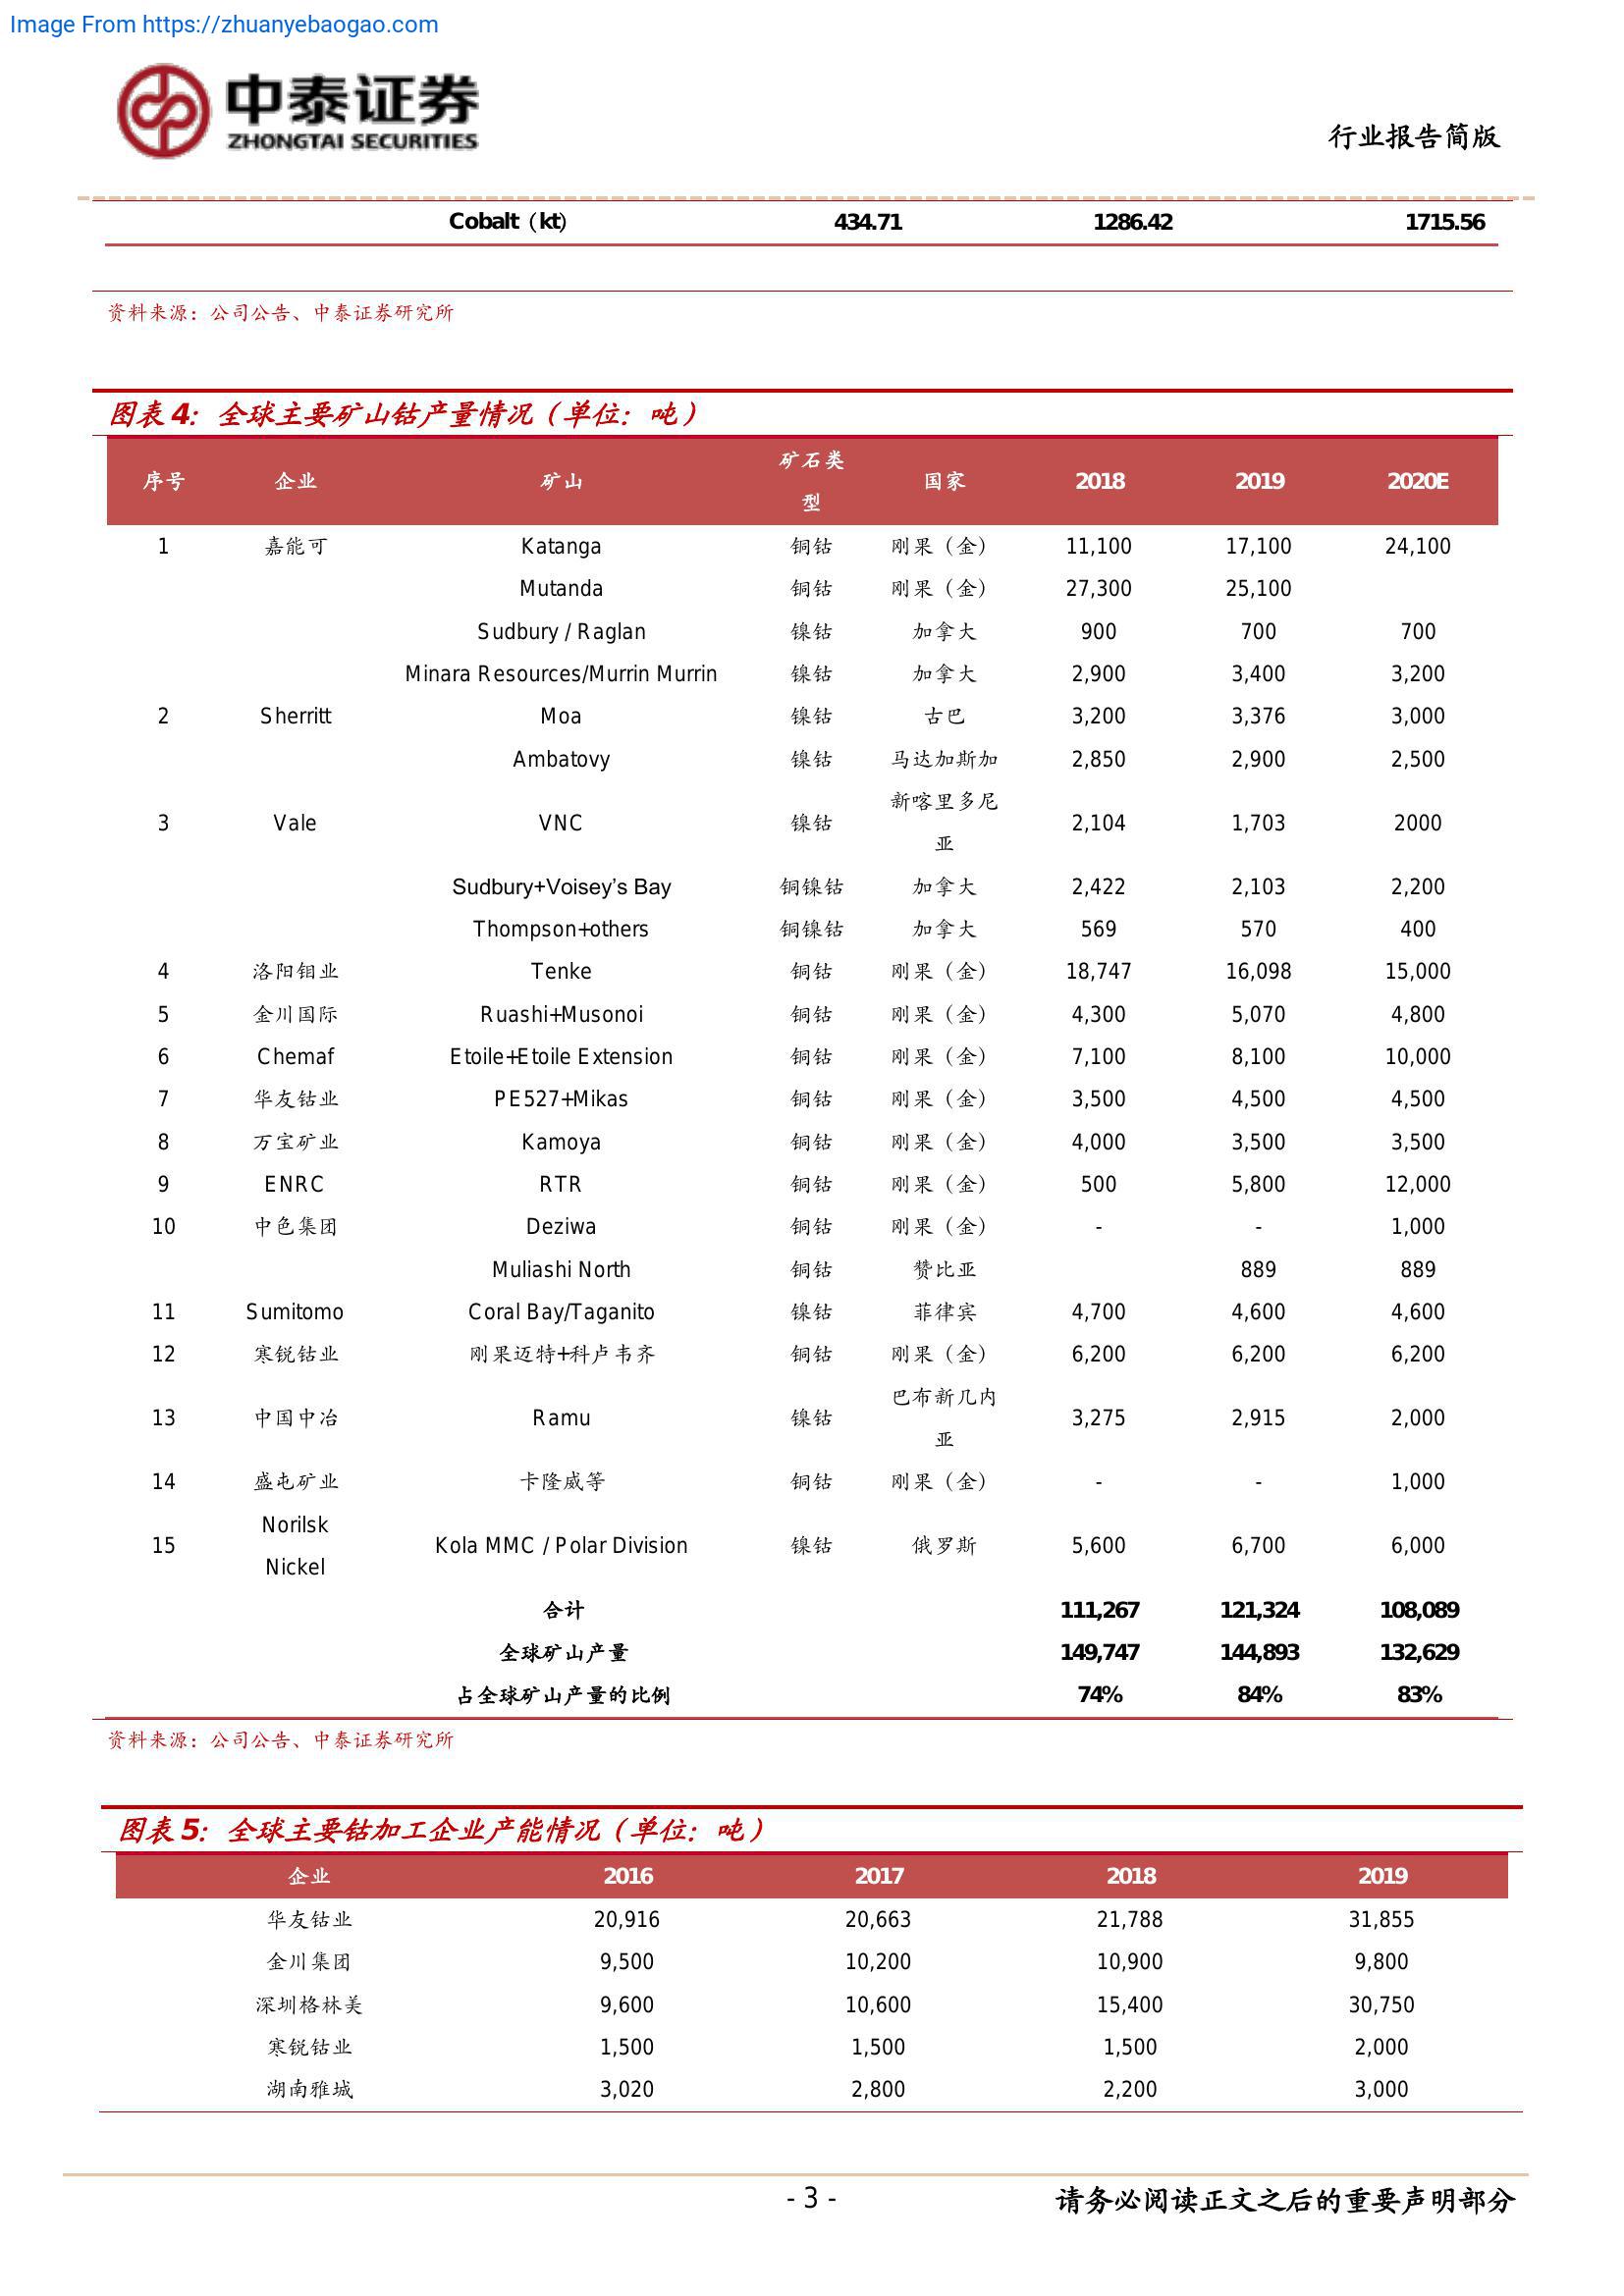 Image From https://zhuanyebaogao.com
中泰证券
ZHONGTAI SECURITIES
行业报告简版
Cobalt（kt） 434.71 1286.42 1715.56
资料来源：公司公告、中泰证券研究所
图表 4：全球主要矿山钴产量情况（单位：吨）
序号 企业 矿山 矿石类型 国家 2018 2019 2020E
1 嘉能可 Katanga 铜钴 刚果（金） 11,100 17,100 24,100
Mutanda 铜钴 刚果（金） 27,300 25,100
Sudbury / Raglan 镍钴 加拿大 900 700 700
Minara Resources/Murrin Murrin 镍钴 加拿大 2,900 3,400 3,200
2 Sherritt Moa 镍钴 古巴 3,200 3,376 3,000
Ambatovy 镍钴 马达加斯加 2,850 2,900 2,500
3 Vale VNC 镍钴 新喀里多尼亚 2,104 1,703 2000
Sudbury+Voisey’s Bay 铜镍钴 加拿大 2,422 2,103 2,200
Thompson+others 铜镍钴 加拿大 569 570 400
4 洛阳钼业 Tenke 铜钴 刚果（金） 18,747 16,098 15,000
5 金川国际 Ruashi+Musonoi 铜钴 刚果（金） 4,300 5,070 4,800
6 Chemaf Etoile+Etoile Extension 铜钴 刚果（金） 7,100 8,100 10,000
7 华友钴业 PE527+Mikas 铜钴 刚果（金） 3,500 4,500 4,500
8 万宝矿业 Kamoya 铜钴 刚果（金） 4,000 3,500 3,500
9 ENRC RTR 铜钴 刚果（金） 500 5,800 12,000
10 中色集团 Deziwa 铜钴 刚果（金） - - 1,000
Muliashi North 铜钴 赞比亚 889 889
11 Sumitomo Coral Bay/Taganito 镍钴 菲律宾 4,700 4,600 4,600
12 寒锐钴业 刚果迈特+科卢韦齐 铜钴 刚果（金） 6,200 6,200 6,200
13 中国中冶 Ramu 镍钴 巴布新几内亚 3,275 2,915 2,000
14 盛屯矿业 卡隆威等 铜钴 刚果（金） - - 1,000
15 Norilsk Nickel Kola MMC / Polar Division 镍钴 俄罗斯 5,600 6,700 6,000
合计 111,267 121,324 108,089
全球矿山产量 149,747 144,893 132,629
占全球矿山产量的比例 74% 84% 83%
资料来源：公司公告、中泰证券研究所
图表 5：全球主要钴加工企业产能情况（单位：吨）
企业 2016 2017 2018 2019
华友钴业 20,916 20,663 21,788 31,855
金川集团 9,500 10,200 10,900 9,800
深圳格林美 9,600 10,600 15,400 30,750
寒锐钴业 1,500 1,500 1,500 2,000
湖南雅城 3,020 2,800 2,200 3,000
- 3 -
请务必阅读正文之后的重要声明部分